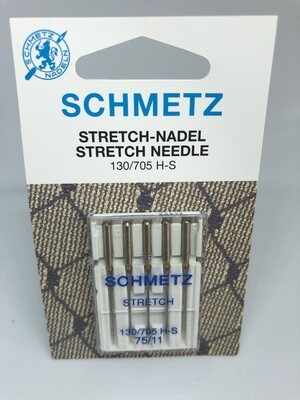 SCHMETZ
NADELN
SCHMETZ
STRETCH-NADEL
STRETCH NEEDLE
130/705 H-S
SCHMETZ
STRETCH
130/705 H-S
75/11